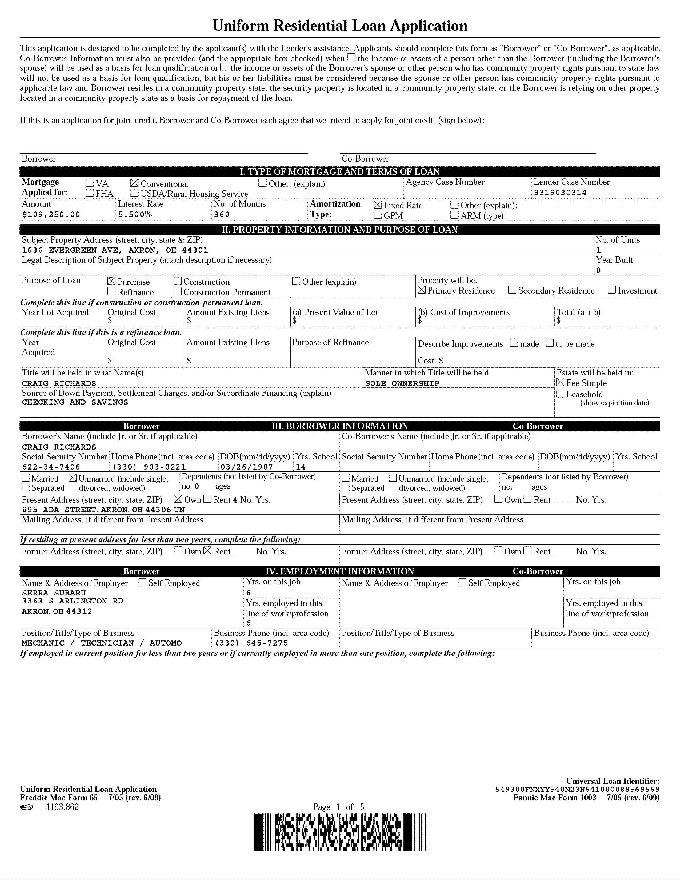 Uniform Residential Loan Application
This application is designed to be completed by the applicant(s) with the Lender's assistance. Applicants should complete this form as "Borrower" or "Co-Borrower", as applicable.
Co-Borrower information must also be provided (and the appropriate box checked) when the income or assets of a person other than the Borrower (including the Borrower's
spouse) will be used as a basis for loan qualification or the income or assets of the Borrower's spouse or other person who has community property rights pursuant to state law
will not be used as a basis for loan qualification, but his or her liabilities must be considered because the spouse or other person has community property rights pursuant to
applicable law and Borrower resides in a community property state, the security property is located in a community property state, or the Borrower is relying on other property
located in a community property state as a basis for repayment of the loan.
If this is an application for joint credit, Borrower and Co-Borrower each agree that we intend to apply for joint credit (sign below):
Borrower Co-Borrower
I. TYPE OF MORTGAGE AND TERMS OF LOAN
Mortgage VA Conventional Other (explain) Agency Case Number Lender Case Number
Applied for: FHA USDA/Rural Housing Service 3319030314
Amount Interest Rate No. of Months Amortization Fixed Rate Other (explain):
$109,250.00 5.500% 360 Type: GPM ARM (type)
II. PROPERTY INFORMATION AND PURPOSE OF LOAN
Subject Property Address (street, city, state & ZIP) No. of Units
1636 EVERGREEN AVE, AKRON, OH 44301 1
Legal Description of Subject Property (attach description if necessary) Year Built
0
Purpose of Loan Purchase Construction Other (explain) Property will be:
Refinance Construction-Permanent Primary Residence Secondary Residence Investment
Complete this line if construction or construction-permanent loan.
Year Lot Acquired Original Cost Amount Existing Liens (a) Present Value of Lot (b) Cost of Improvements Total (a+b)
$ $ $ $ $
Complete this line if this is a refinance loan.
Year Original Cost Amount Existing Liens Purpose of Refinance Describe Improvements made to be made
Acquired
$ $ Cost: $
Title will be held in what Name(s) Manner in which Title will be held Estate will be held in:
CRAIG RICHARDS SOLE OWNERSHIP Fee Simple
Source of Down Payment, Settlement Charges, and/or Subordinate Financing (explain) Leasehold
CHECKING AND SAVINGS (show expiration date)
Borrower III. BORROWER INFORMATION Co-Borrower
Borrower's Name (include Jr. or Sr. if applicable) Co-Borrower's Name (include Jr. or Sr. if applicable)
CRAIG RICHARDS
Social Security Number Home Phone(incl. area code) DOB(mm/dd/yyyy) Yrs. School Social Security Number Home Phone(incl. area code) DOB(mm/dd/yyyy) Yrs. School
622-34-7406 (330) 933-0221 03/26/1987 14
Married Unmarried (include single, Dependents (not listed by Co-Borrower) Married Unmarried (include single, Dependents (not listed by Borrower)
Separated divorced, widowed) no. 0 ages Separated divorced, widowed) no. ages
Present Address (street, city, state, ZIP) Own Rent 4 No. Yrs. Present Address (street, city, state, ZIP) Own Rent No. Yrs.
695 ADA STREET, AKRON, OH 44306 UN
Mailing Address, if different from Present Address Mailing Address, if different from Present Address
If residing at present address for less than two years, complete the following:
Former Address (street, city, state, ZIP) Own Rent No. Yrs. Former Address (street, city, state, ZIP) Own Rent No. Yrs.
Borrower IV. EMPLOYMENT INFORMATION Co-Borrower
Name & Address of Employer Self Employed Yrs. on this job Name & Address of Employer Self Employed Yrs. on this job
SERRA SUBARU 6
3363 S ARLINGTON RD Yrs. employed in this Yrs. employed in this
AKRON, OH 44312 line of work/profession line of work/profession
6
Position/Title/Type of Business Business Phone (incl. area code) Position/Title/Type of Business Business Phone (incl. area code)
MECHANIC / TECHNICIAN / AUTOMO (330) 645-7275
If employed in current position for less than two years or if currently employed in more than one position, complete the following:
Uniform Residential Loan Application Universal Loan Identifier:
Freddie Mac Form 65 7/05 (rev. 6/09) Fannie Mae Form 1003 7/05 (rev. 6/09)
Page 1 of 5